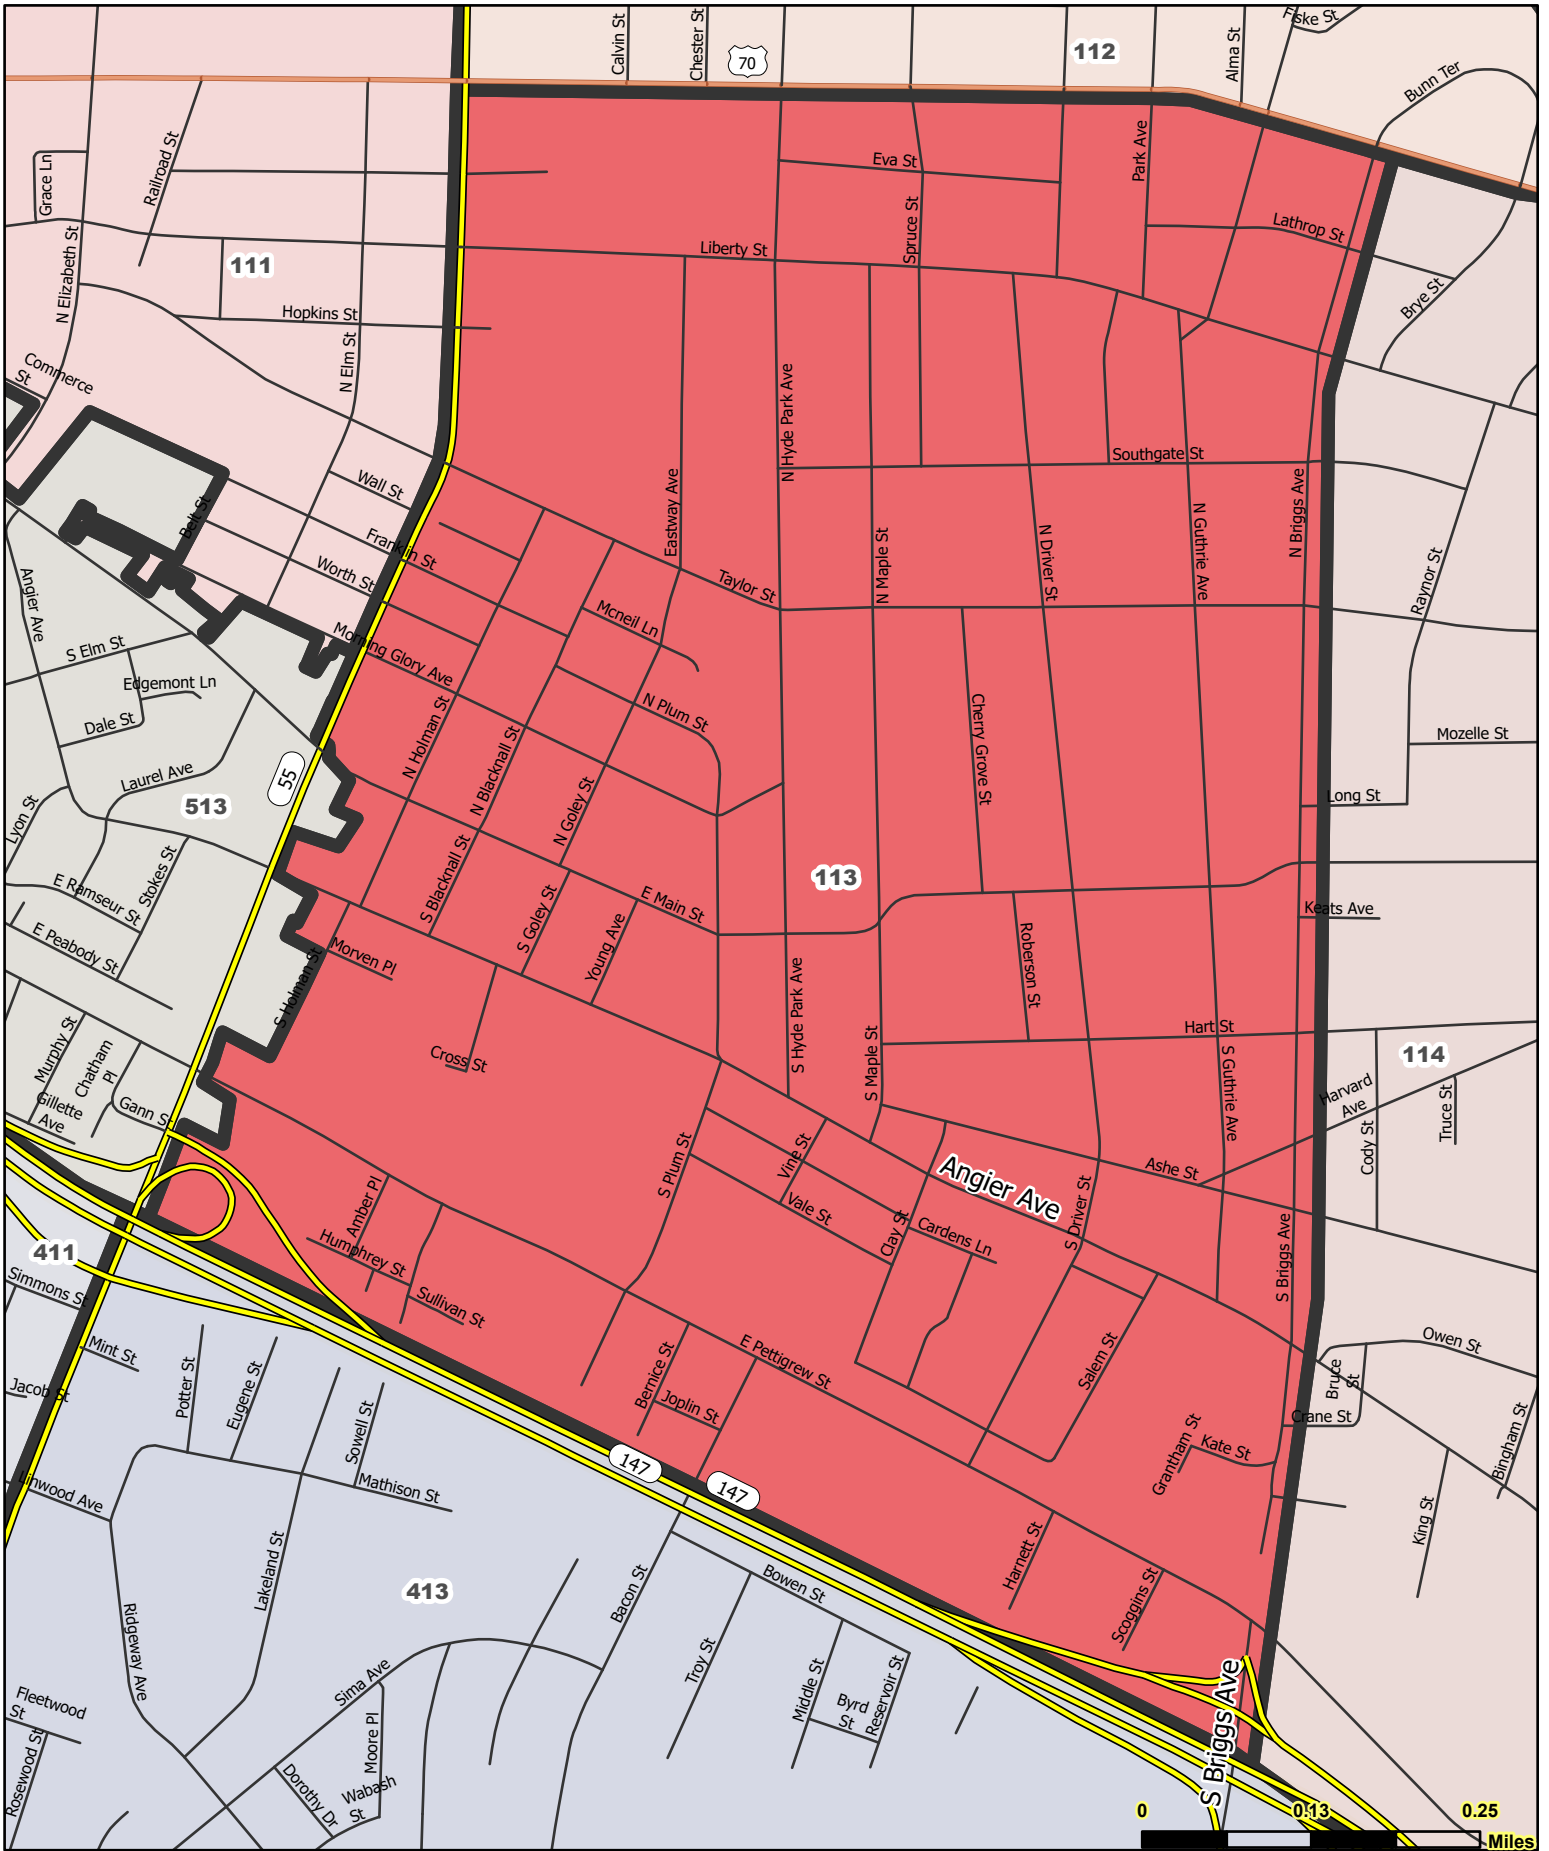 Calvin St
Chester St
70
112
Alma St
Fiske St
Bunn Ter
Grace Ln
Railroad St
Eva St
Park Ave
Spruce St
Lathrop St
N Elizabeth St
111
Liberty St
Brye St
Hopkins St
N Elm St
Commerce
St
N Hyde Park Ave
Southgate St
Wall St
Belt St
Eastway Ave
N Briggs Ave
Franklin St
Worth St
Taylor St
N Maple St
N Driver St
N Guthrie Ave
Raynor St
Angier Ave
S Elm St
Mcneil Ln
Morning Glory Ave
Edgemont Ln
Dale St
N Plum St
N Holman St
N Blacknall St
Cherry Grove St
Mozelle St
Laurel Ave
55
513
Lyon St
N Goley St
Long St
E Ramseur St
Stokes St
S Blacknall St
S Goley St
Young Ave
E Main St
113
Keats Ave
E Peabody St
Morven Pl
S Holman St
Roberson St
S Hyde Park Ave
S Maple St
Hart St
S Guthrie Ave
114
Murphy St
Chatham
Pl
Cross St
Gillette
Ave
Gann St
Harvard
Ave
Cody St
Truce St
S Plum St
Vine St
Vale St
Angier Ave
Ashe St
Amber Pl
Clay St
Cardens Ln
S Driver St
S Briggs Ave
411
Humphrey St
Simmons St
Sullivan St
Mint St
Potter St
Eugene St
Jacob St
Sowell St
Bernice St
E Pettigrew St
Joplin St
Salem St
Owen St
Bruce
St
Crane St
Grantham St
Kate St
Bingham St
147
147
Linwood Ave
Mathison St
King St
Lakeland St
413
Bacon St
Bowen St
Harnett St
Scoggins St
Ridgeway Ave
Sima Ave
Troy St
Middle St
Byrd
St
Reservoir St
S Briggs Ave
Fleetwood
St
Rosewood St
Moore Pl
Dorothy Dr
Wabash
St
0 0.13 0.25
Miles